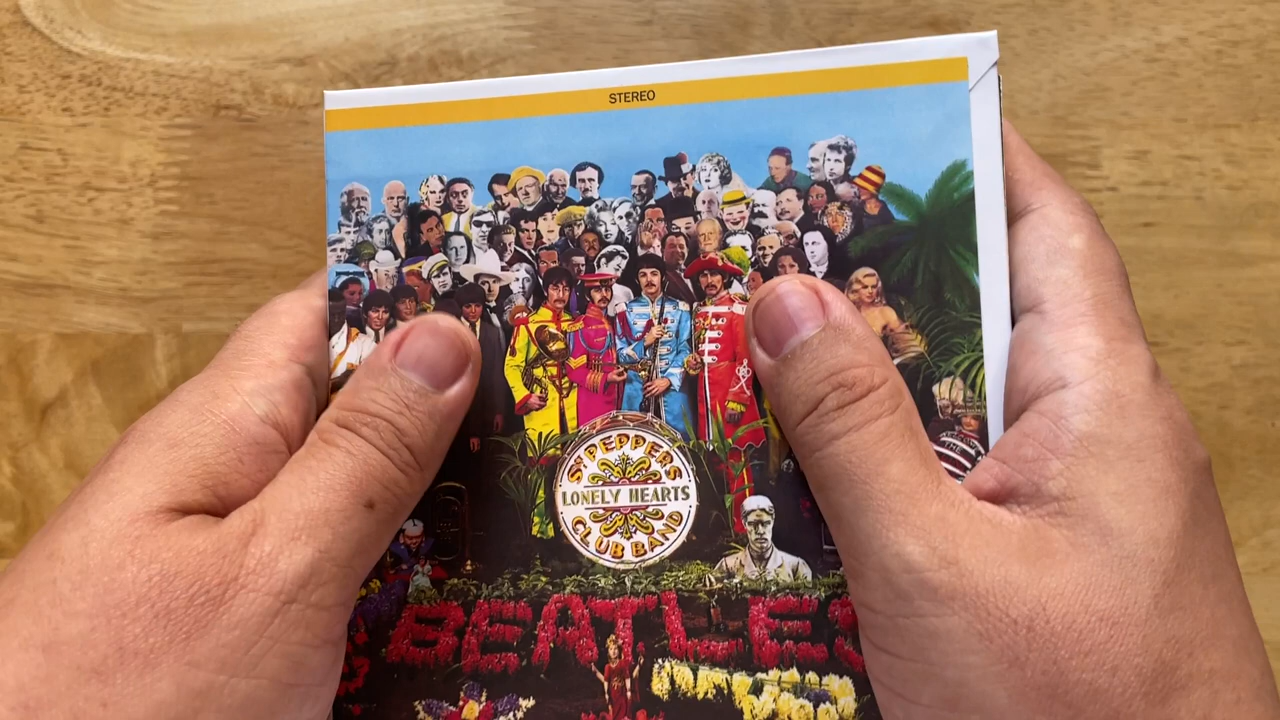 STEREO
SGT PEPPERS
LONELY HEARTS
CLUB BAND
BEATLES